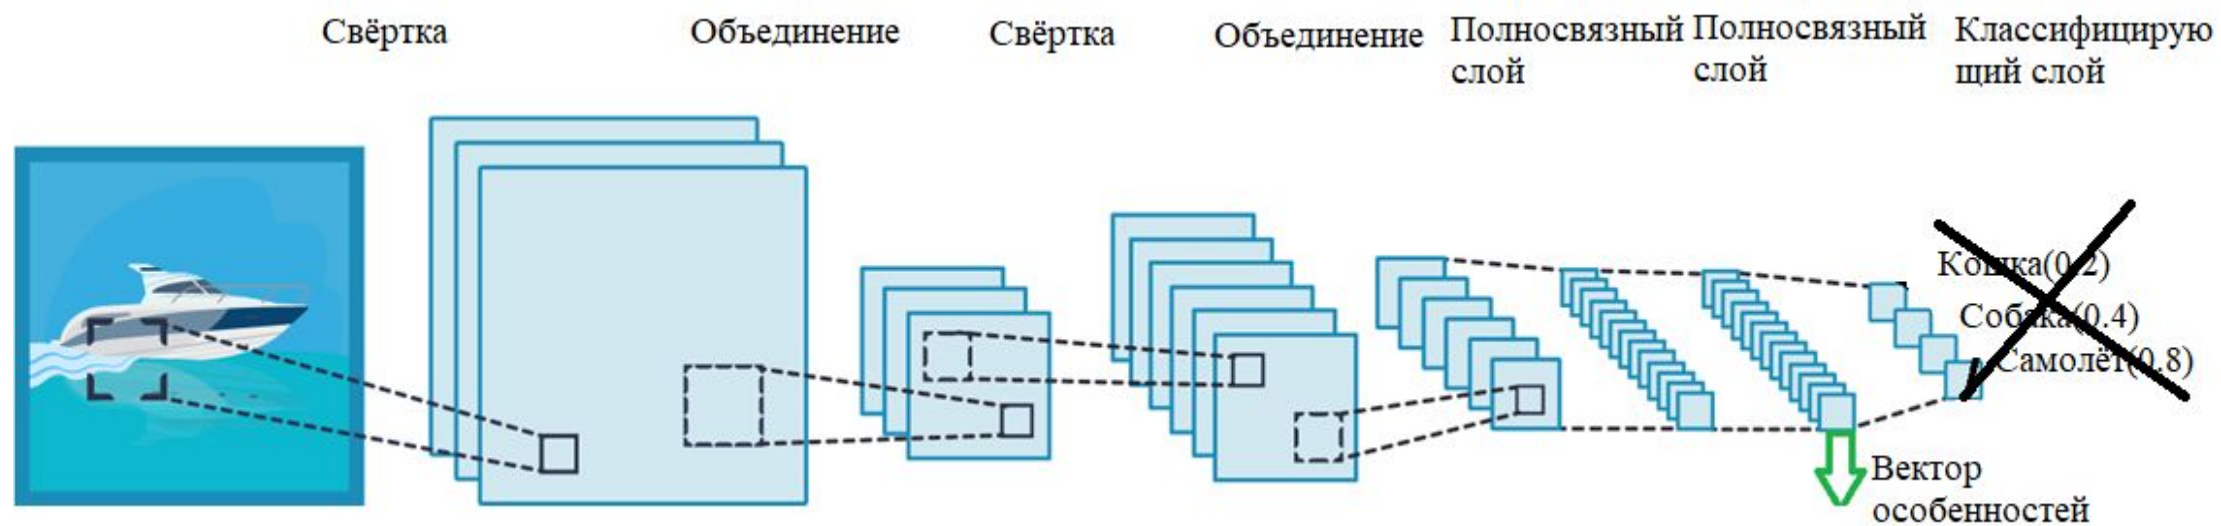 Свёртка
Объединение
Свёртка
Объединение
Полносвязный
слой
Полносвязный
слой
Классифицирую
щий слой
Кошка(0.2)
Собака(0.4)
Самолёт(0.8)
Вектор
особенностей